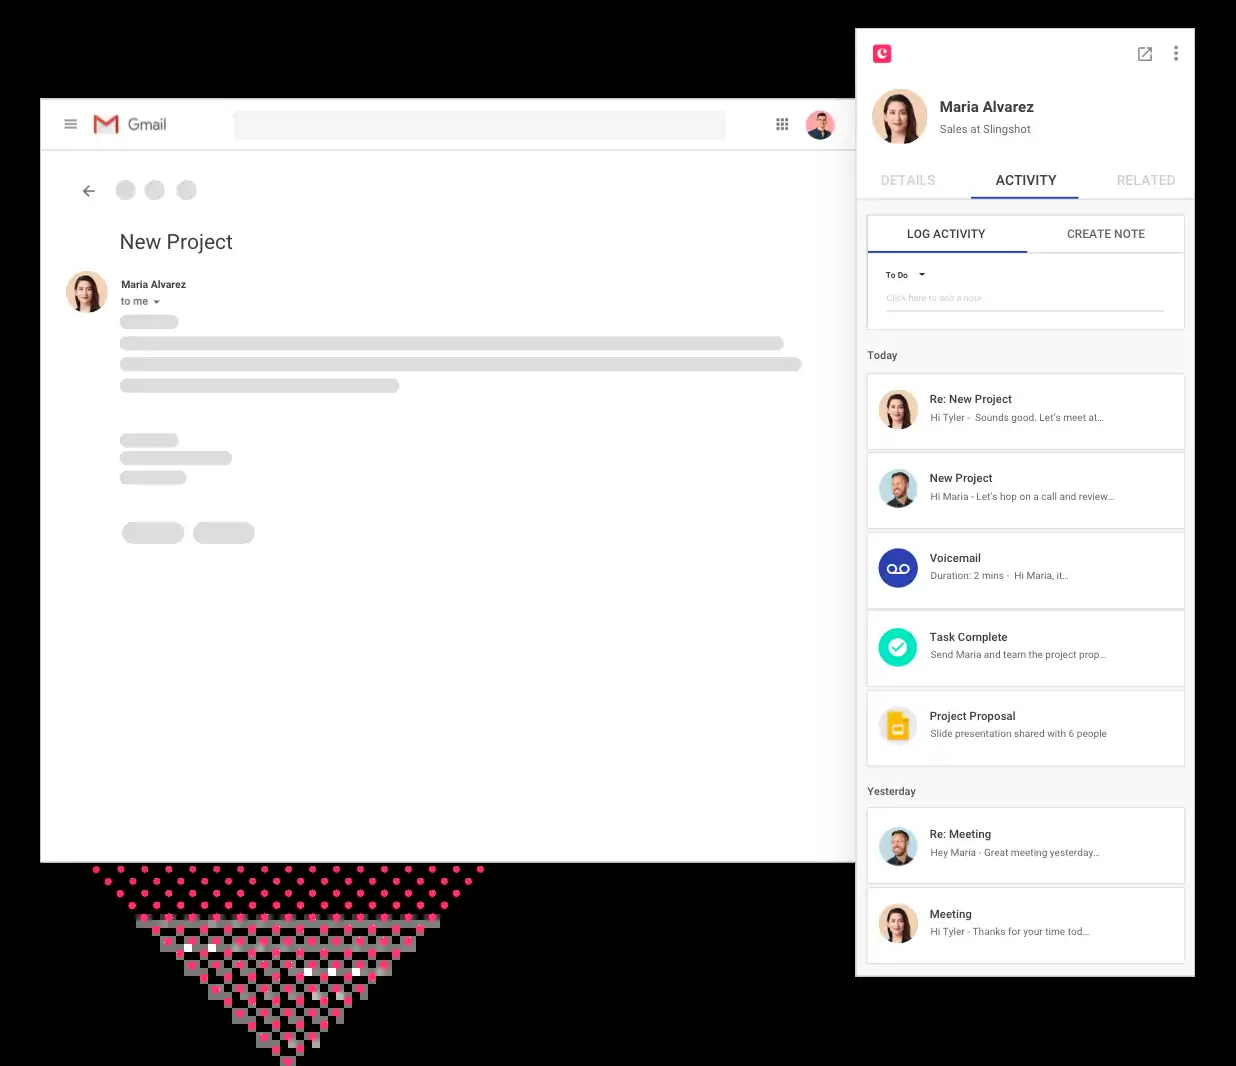 Gmail
New Project
Maria Alvarez
to me
Maria Alvarez
Sales at Slingshot
DETAILS ACTIVITY RELATED
LOG ACTIVITY CREATE NOTE
To Do
Click here to add a note
Today
Re: New Project
Hi Tyler - Sounds good. Let's meet at...
New Project
Hi Maria - Let's hop on a call and review...
Voicemail
Duration: 2 mins - Hi Maria, it...
Task Complete
Send Maria and team the project prop...
Project Proposal
Slide presentation shared with 6 people
Yesterday
Re: Meeting
Hey Maria - Great meeting yesterday...
Meeting
Hi Tyler - Thanks for your time tod...